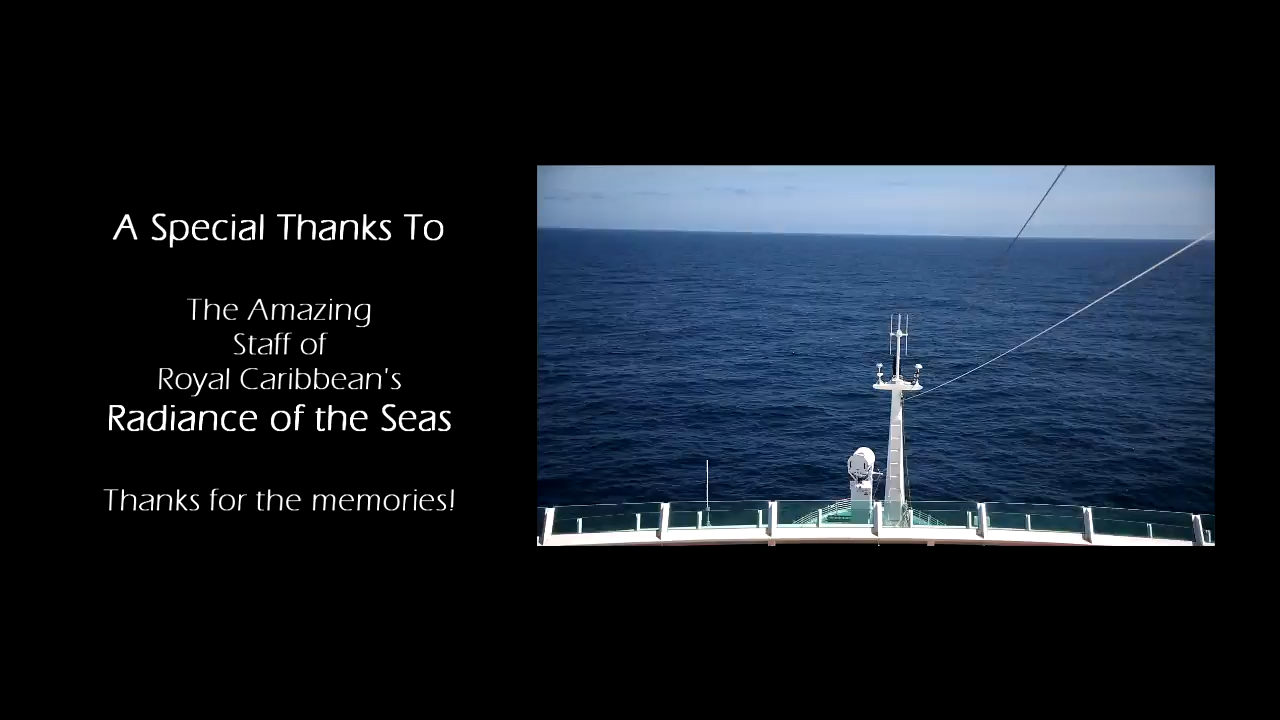 A Special Thanks To
The Amazing
Staff of
Royal Caribbean's
Radiance of the Seas
Thanks for the memories!